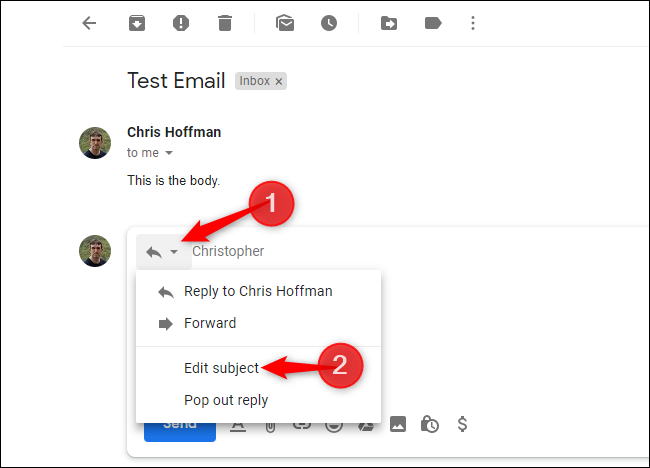 Test Email Inbox ×
Chris Hoffman
to me
This is the body.
1
Christopher
Reply to Chris Hoffman
Forward
Edit subject
2
Pop out reply
Send